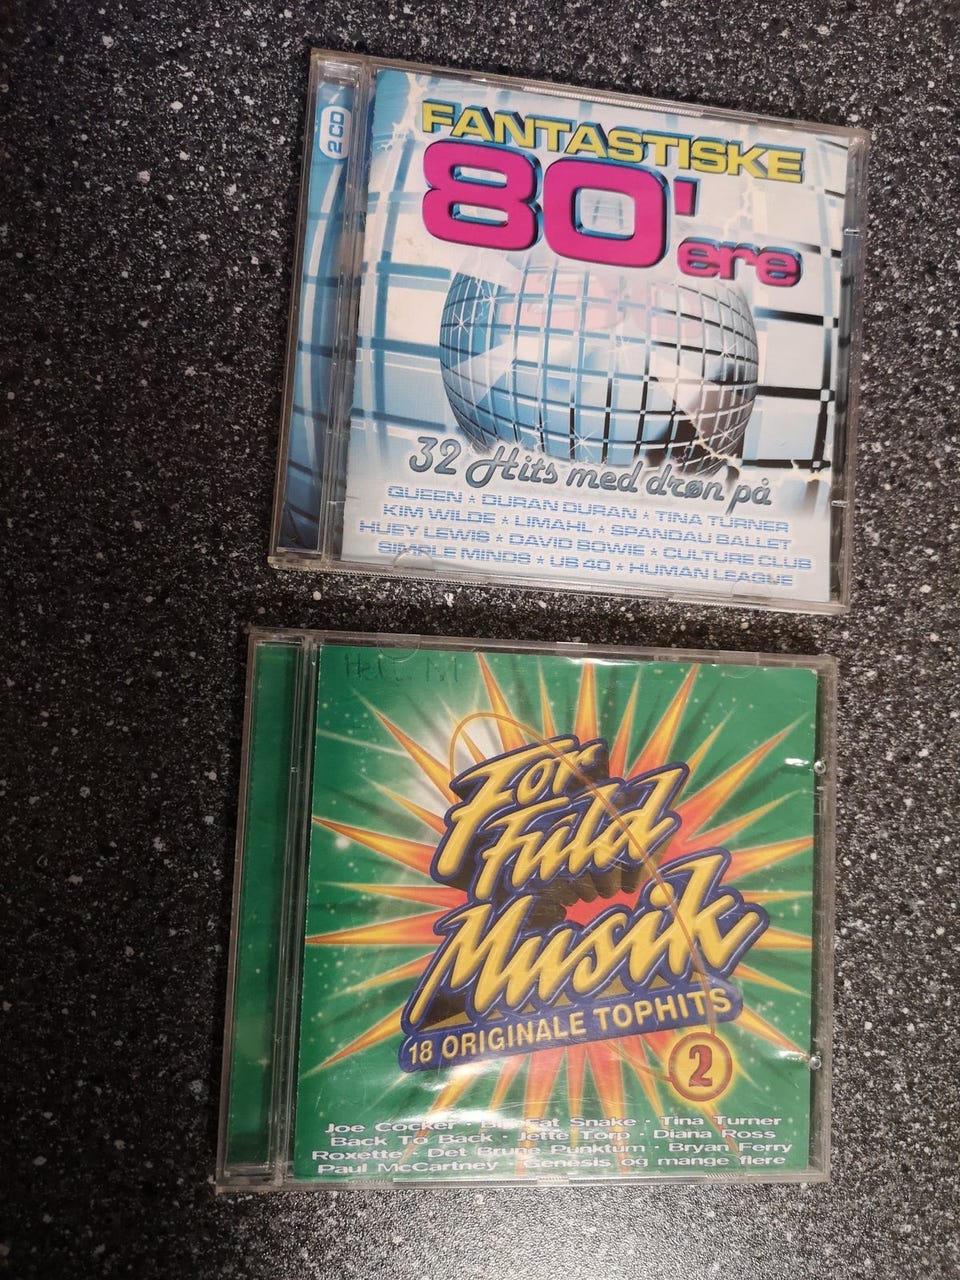 2 CD
FANTASTISKE
80'ere
32 Hits med drøn på
QUEEN ★ DURAN DURAN ★ TINA TURNER
KIM WILDE ★ LIMAHL ★ SPANDAU BALLET
HUEY LEWIS ★ DAVID BOWIE ★ CULTURE CLUB
SIMPLE MINDS ★ US 40 ★ HUMAN LEAGUE
For
Fuld
Musik
18 ORIGINALE TOPHITS
2
Joe Cocker - Big Fat Snake - Tina Turner
Back To Back - Jette Torp - Diana Ross
Roxette - Det Brune Punktum - Bryan Ferry
Paul McCartney - Genesis og mange flere